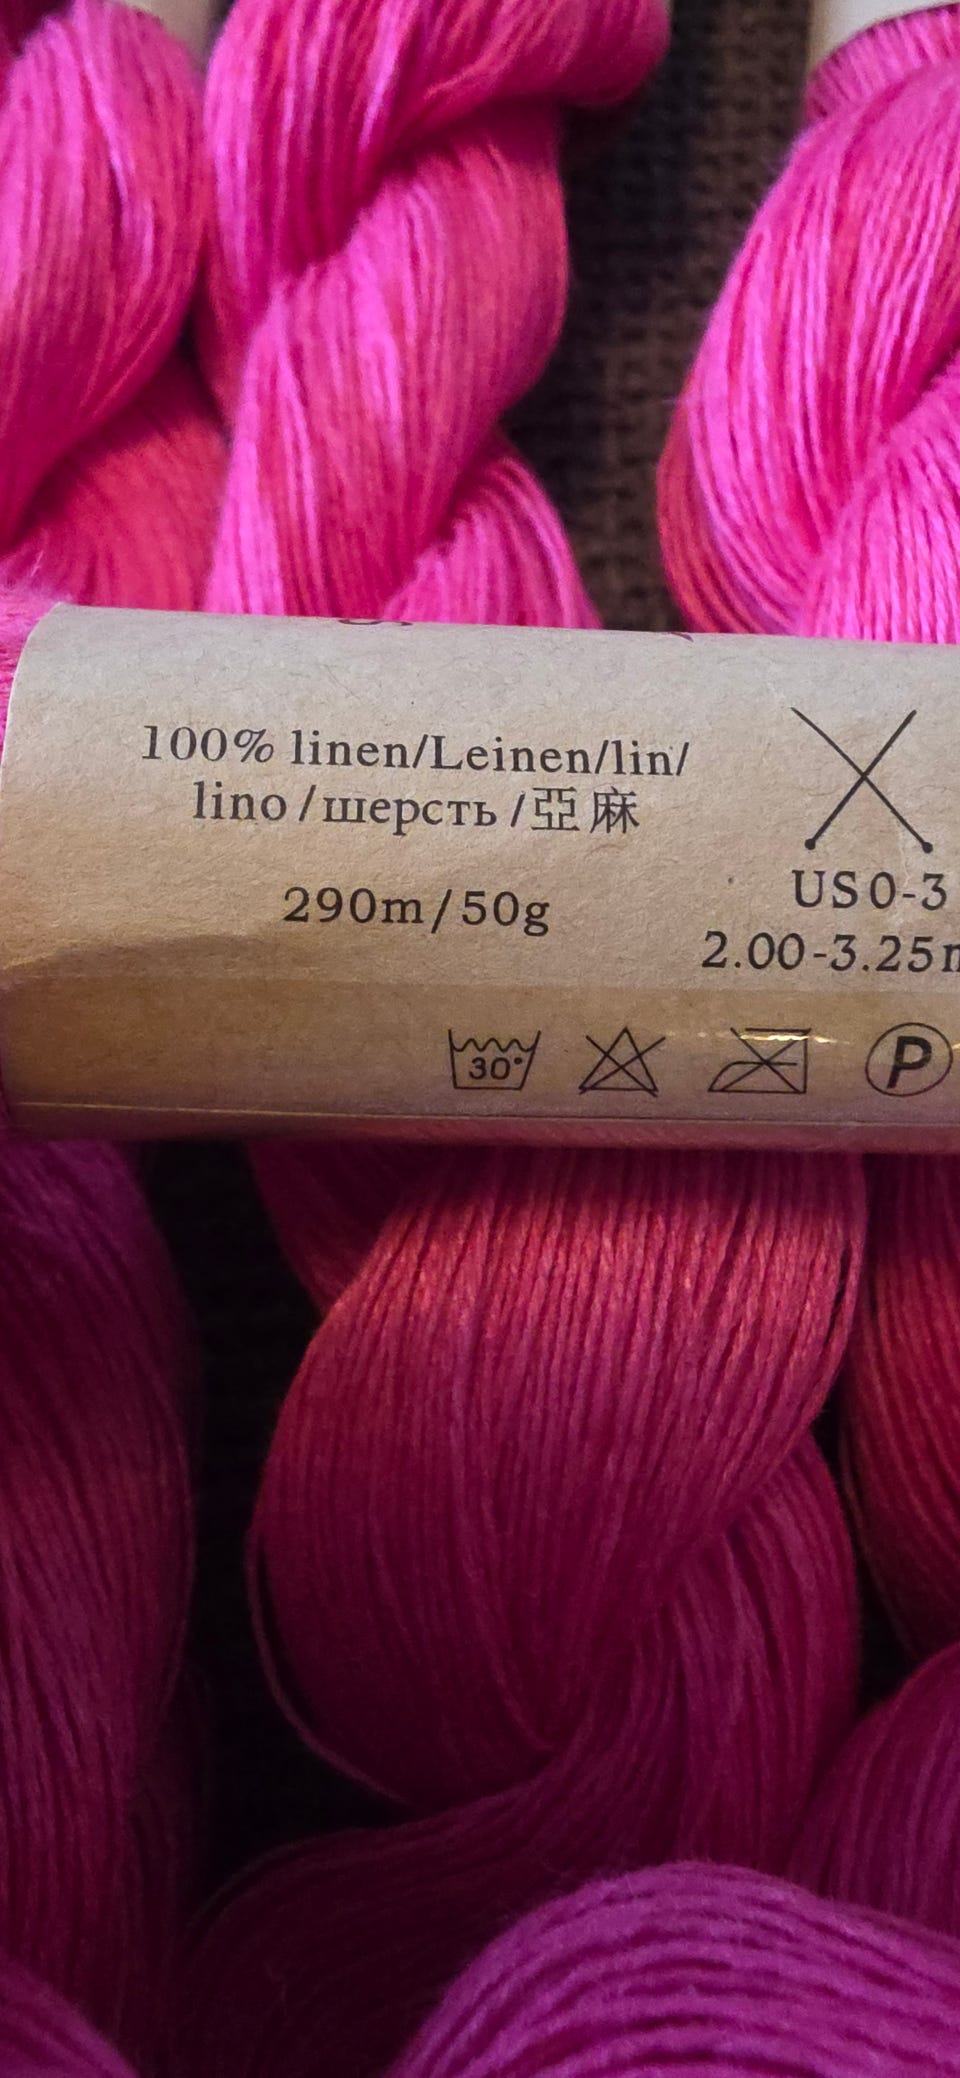 100% linen/Leinen/lin/
lino/шерсть/亞麻
290m/50g
US 0-3
2.00-3.25
30°
P